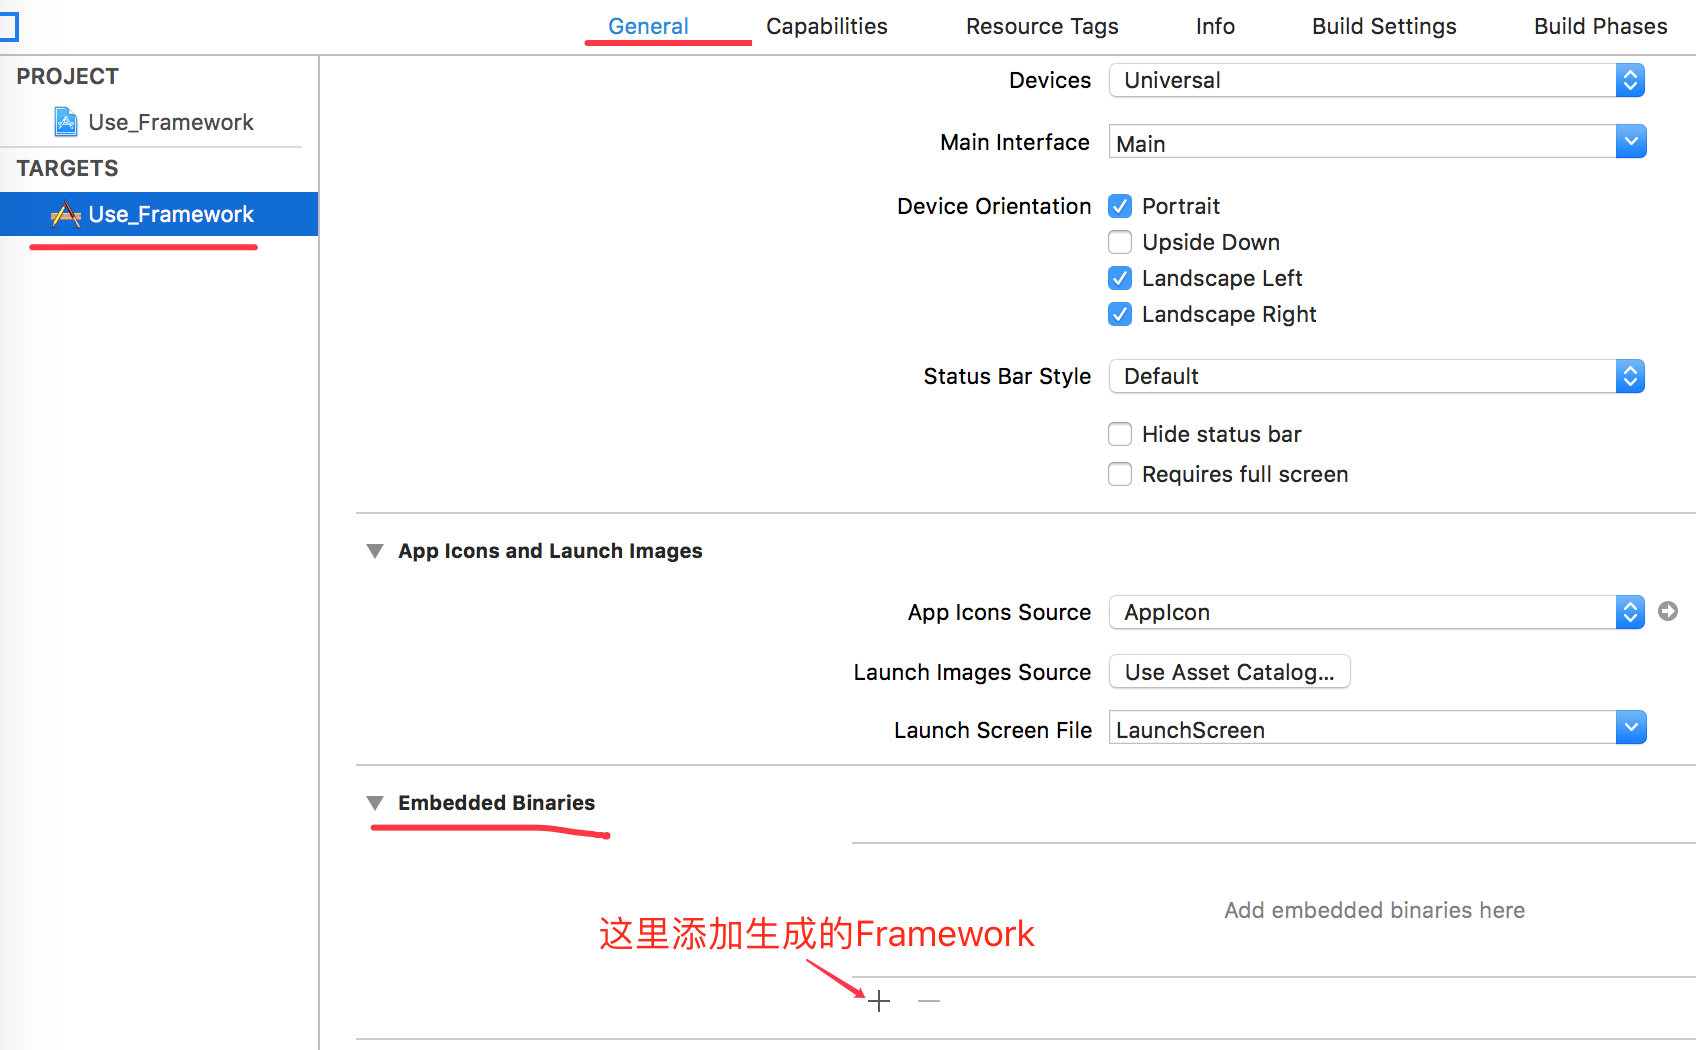 General Capabilities Resource Tags Info Build Settings Build Phases
PROJECT
Use_Framework
TARGETS
Use_Framework
Devices Universal
Main Interface Main
Device Orientation Portrait
Upside Down
Landscape Left
Landscape Right
Status Bar Style Default
Hide status bar
Requires full screen
App Icons and Launch Images
App Icons Source AppIcon
Launch Images Source Use Asset Catalog...
Launch Screen File LaunchScreen
Embedded Binaries
Add embedded binaries here
这里添加生成的Framework